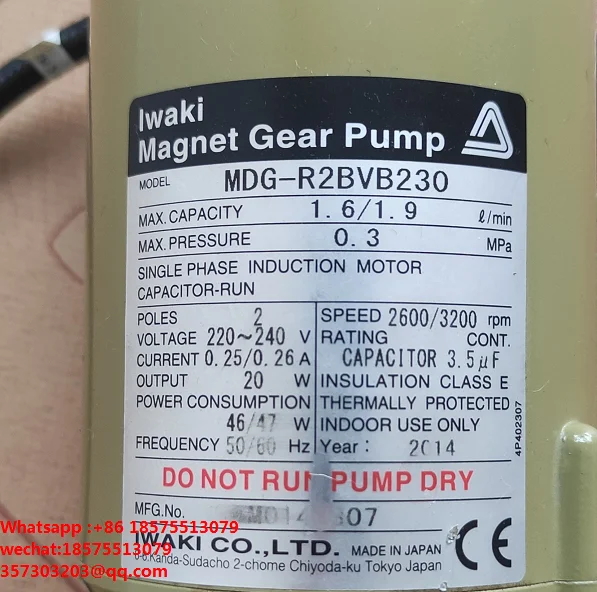 Iwaki
Magnet Gear Pump
MODEL MDG-R2BVB230
MAX. CAPACITY 1.6/1.9 ℓ/min
MAX. PRESSURE 0.3 MPa
SINGLE PHASE INDUCTION MOTOR
CAPACITOR-RUN
POLES 2
VOLTAGE 220~240 V
CURRENT 0.25/0.26 A
OUTPUT 20 W
POWER CONSUMPTION
46/47 W
FREQUENCY 50/60 Hz
SPEED 2600/3200 rpm
RATING CONT.
CAPACITOR 3.5μF
INSULATION CLASS E
THERMALLY PROTECTED
INDOOR USE ONLY
Year: 2014
4P402307
DO NOT RUN PUMP DRY
MFG.No.
IWAKI CO.,LTD. MADE IN JAPAN CE
6-6.Kanda-Sudacho 2-chome Chiyoda-ku Tokyo Japan
Whatsapp :+86 18575513079
wechat:18575513079
357303203@qq.com